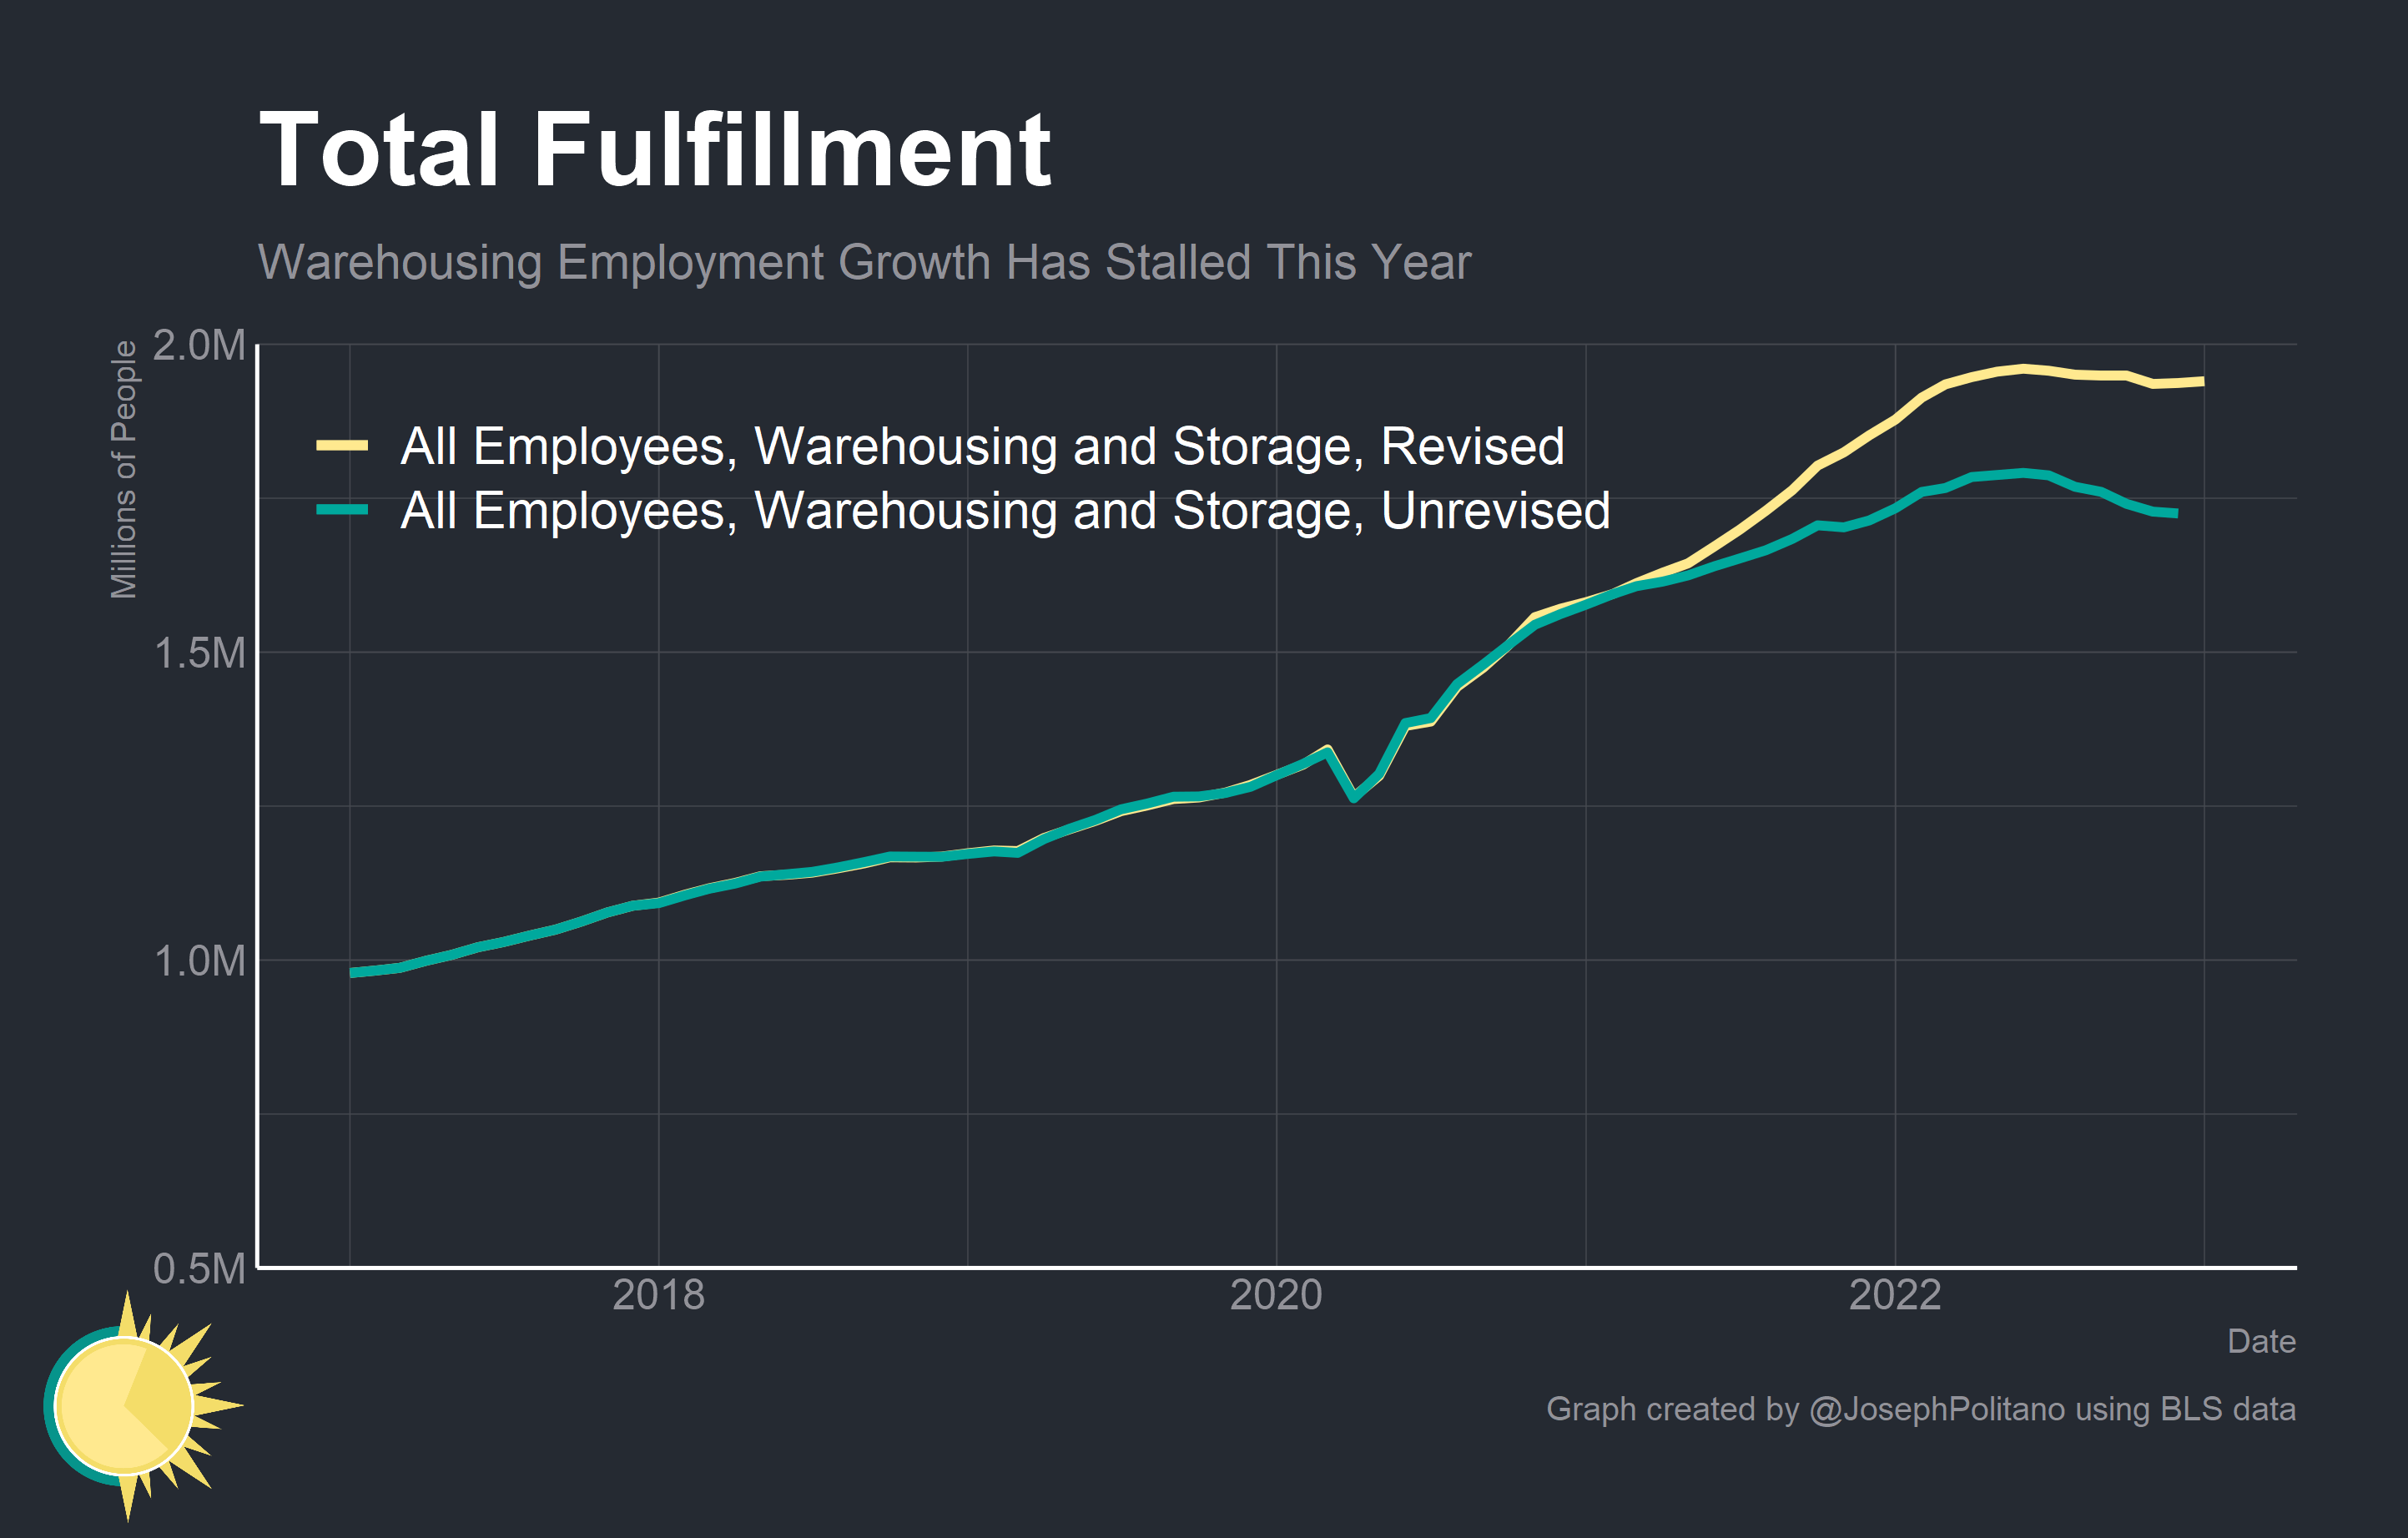 Total Fulfillment
Warehousing Employment Growth Has Stalled This Year
Millions of People
2.0M
1.5M
1.0M
0.5M
All Employees, Warehousing and Storage, Revised
All Employees, Warehousing and Storage, Unrevised
2018
2020
2022
Date
Graph created by @JosephPolitano using BLS data